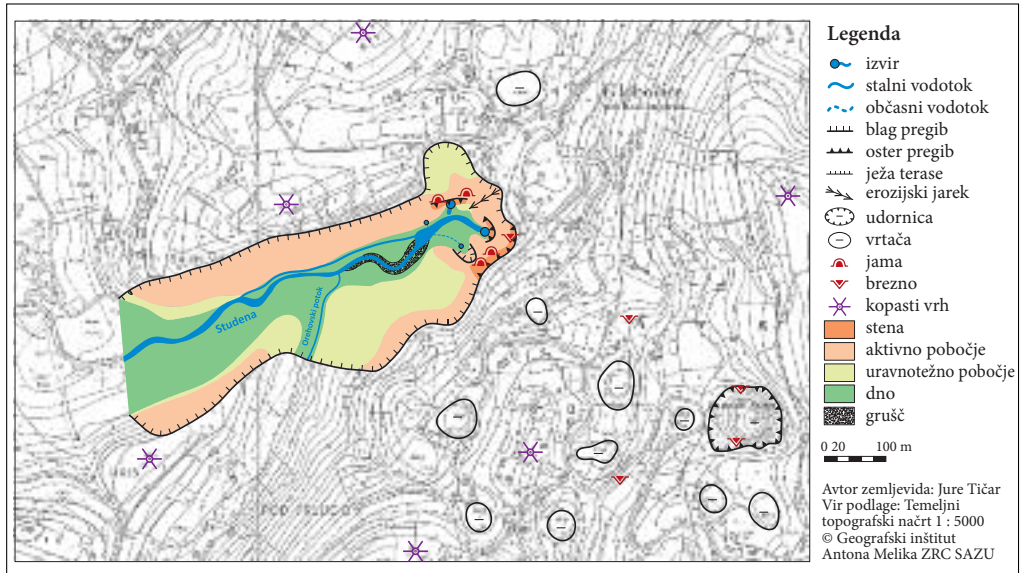 Studena
Orehovski potok
Legenda
izvir
stalni vodotok
občasni vodotok
blag pregib
oster pregib
ježa terase
erozijski jarek
udornica
vrtača
jama
brezno
kopasti vrh
stena
aktivno pobočje
uravnotežno pobočje
dno
grušč
0 20 100 m
Avtor zemljevida: Jure Tičar
Vir podlage: Temeljni
topografski načrt 1 : 5000
© Geografski inštitut
Antona Melika ZRC SAZU